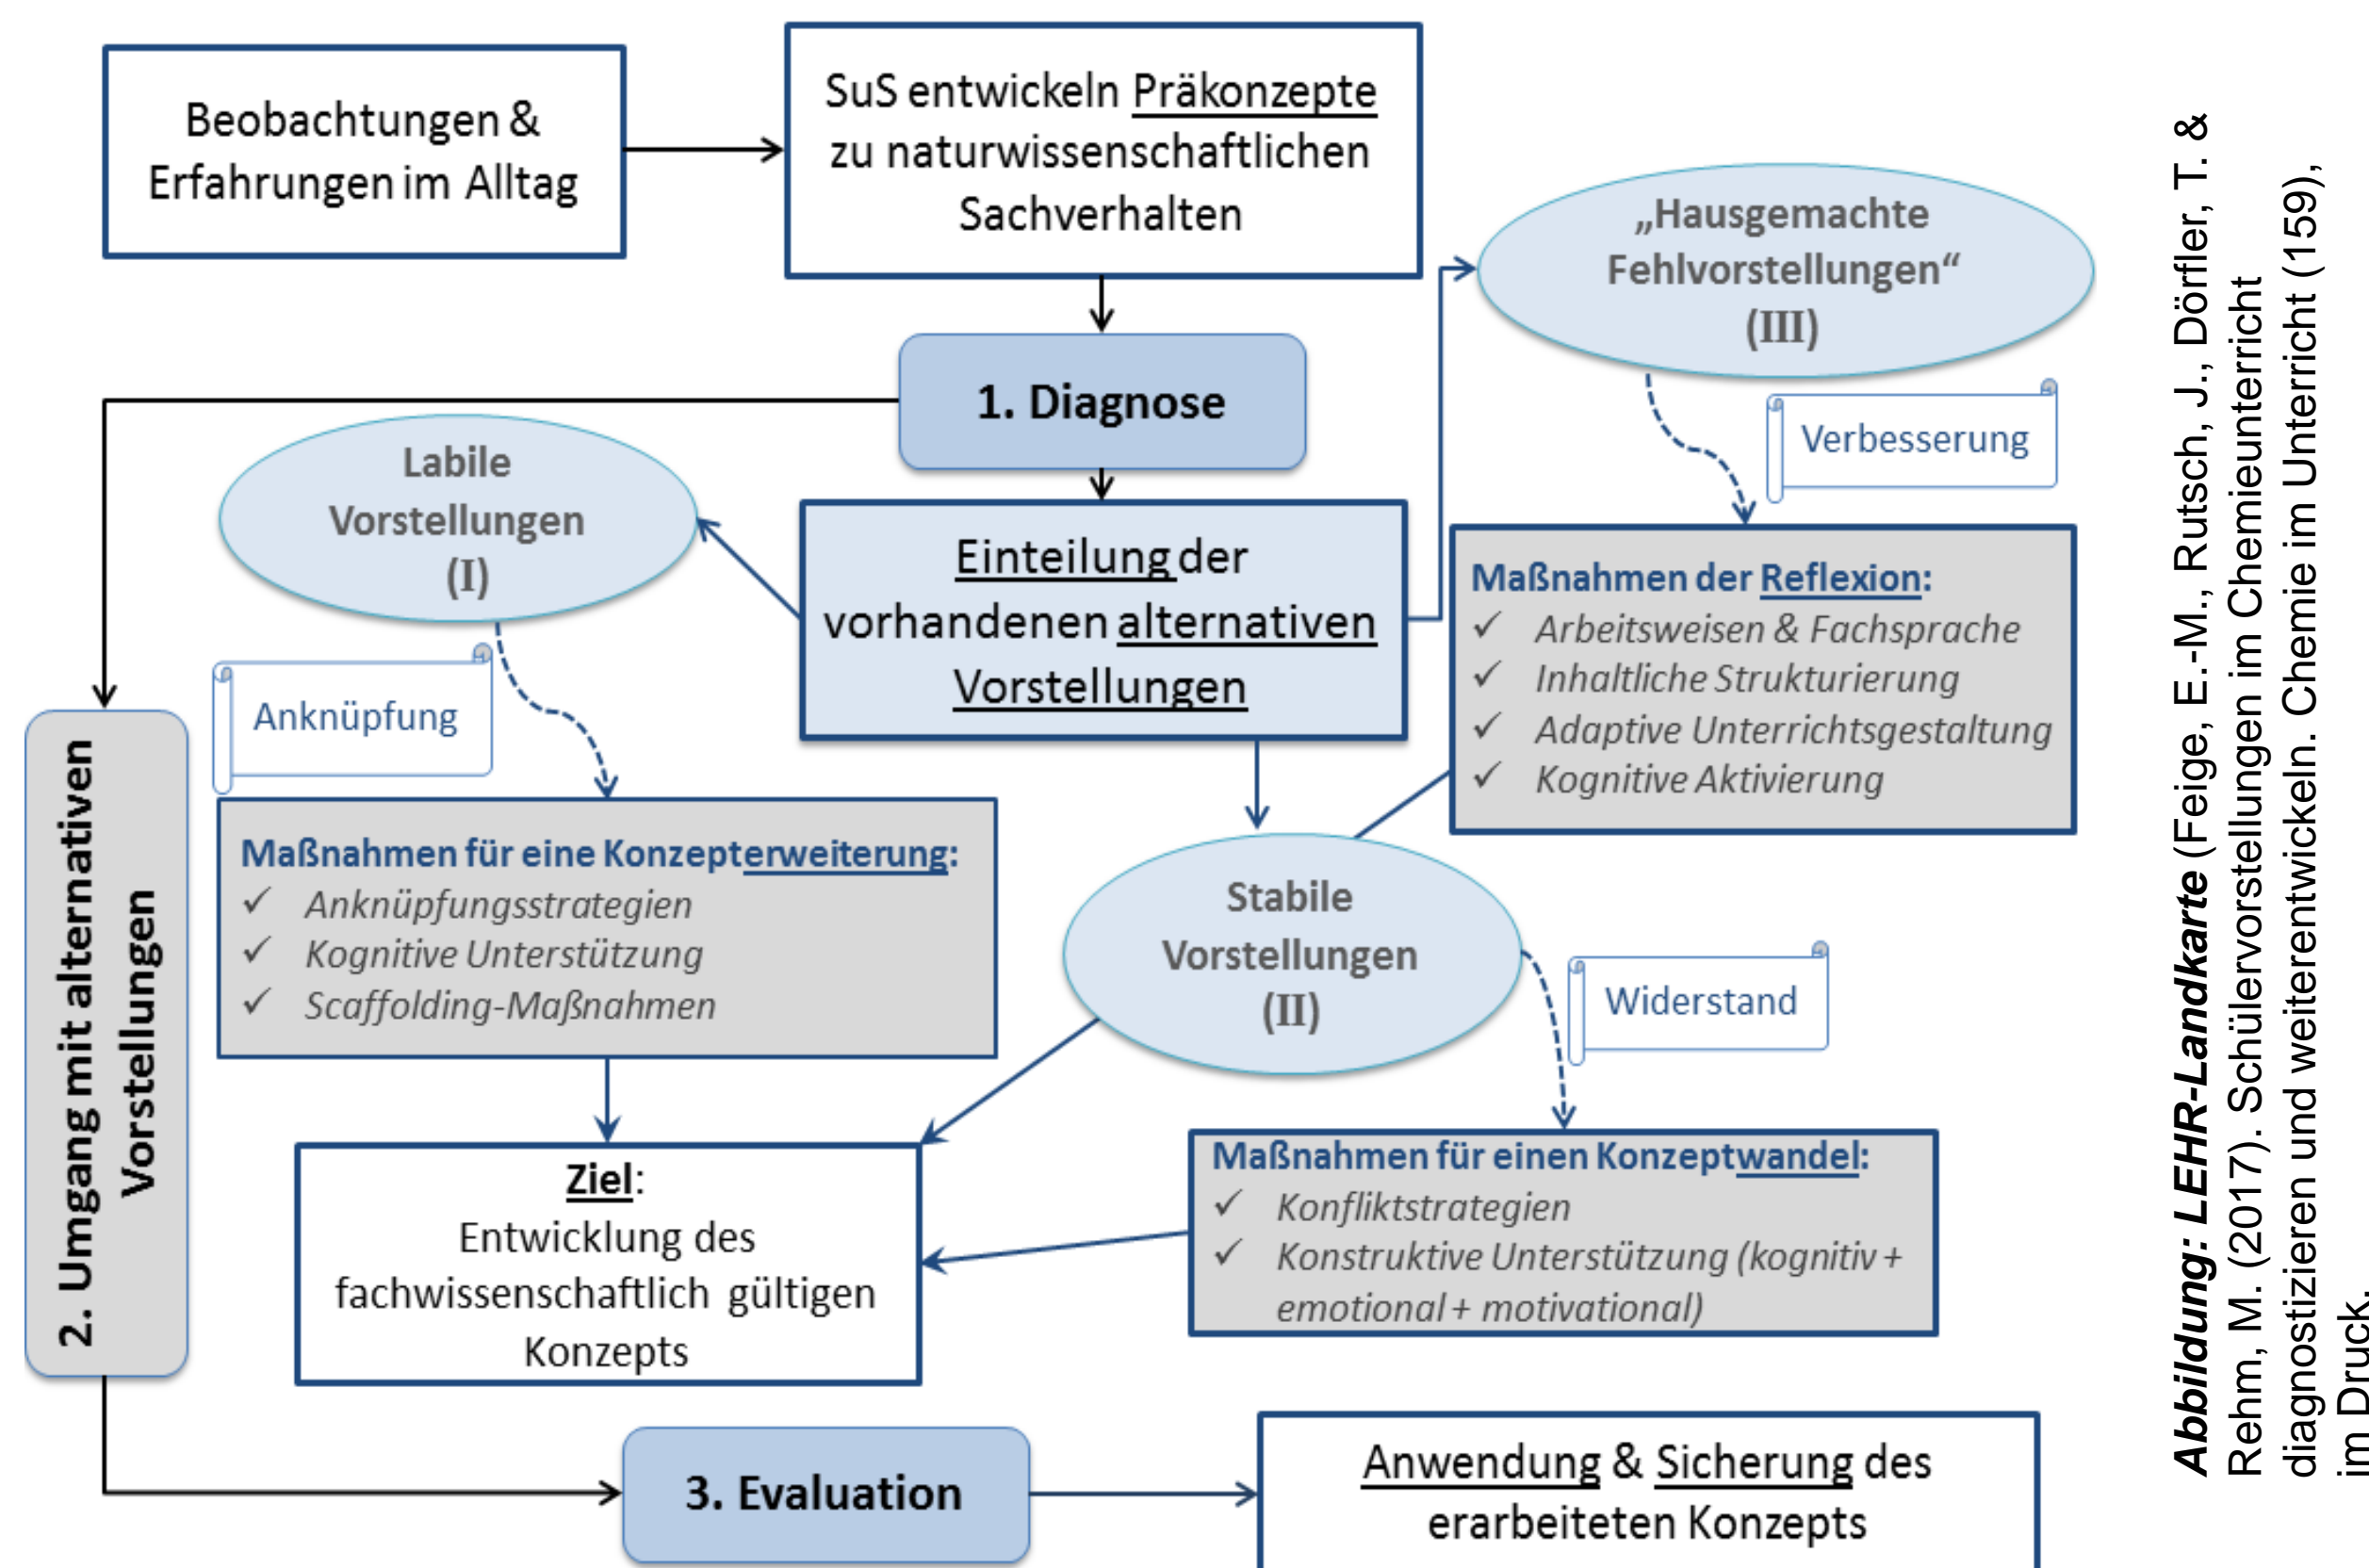 Beobachtungen &
Erfahrungen im Alltag
SuS entwickeln Präkonzepte
zu naturwissenschaftlichen
Sachverhalten
„Hausgemachte
Fehlvorstellungen“
(III)
1. Diagnose
Verbesserung
Labile
Vorstellungen
(I)
Einteilung der
vorhandenen alternativen
Vorstellungen
Maßnahmen der Reflexion:
✓ Arbeitsweisen & Fachsprache
✓ Inhaltliche Strukturierung
✓ Adaptive Unterrichtsgestaltung
✓ Kognitive Aktivierung
Anknüpfung
2. Umgang mit alternativen
Vorstellungen
Maßnahmen für eine Konzepterweiterung:
✓ Anknüpfungsstrategien
✓ Kognitive Unterstützung
✓ Scaffolding-Maßnahmen
Stabile
Vorstellungen
(II)
Widerstand
Ziel:
Entwicklung des
fachwissenschaftlich gültigen
Konzepts
Maßnahmen für einen Konzeptwandel:
✓ Konfliktstrategien
✓ Konstruktive Unterstützung (kognitiv +
emotional + motivational)
3. Evaluation
Anwendung & Sicherung des
erarbeiteten Konzepts
Abbildung: LEHR-Landkarte (Feige, E.-M., Rutsch, J., Dörfler, T. &
Rehm, M. (2017). Schülervorstellungen im Chemieunterricht
diagnostizieren und weiterentwickeln. Chemie im Unterricht (159),
im Druck.